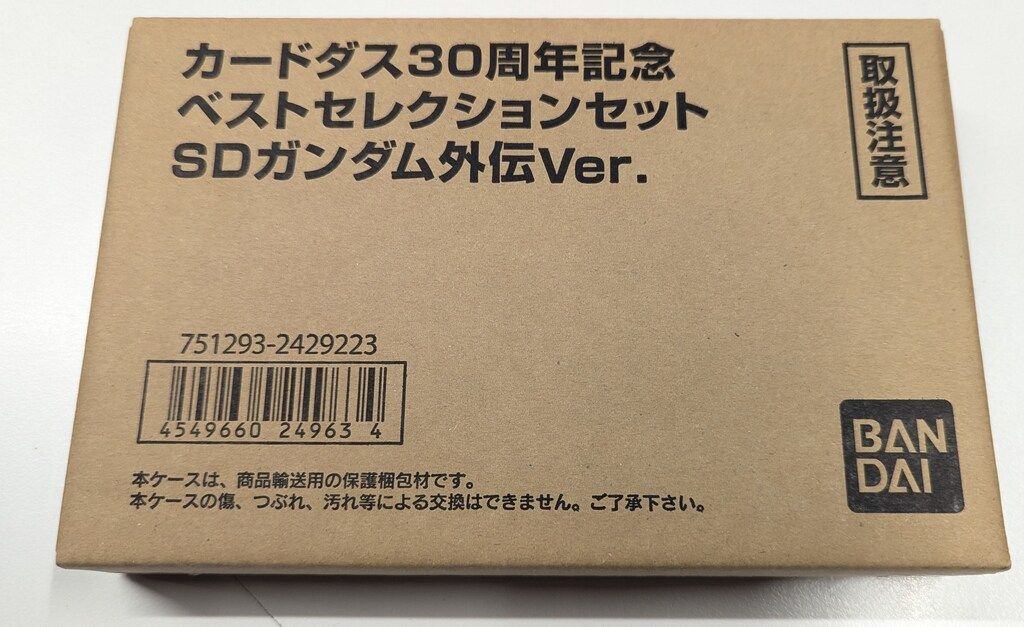 カードダス30周年記念
ベストセレクションセット
SDガンダム外伝Ver.
取扱注意
751293-2429223
4549660 24963 4
BAN
DAI
本ケースは、商品輸送用の保護梱包材です。
本ケースの傷、つぶれ、汚れ等による交換はできません。ご了承下さい。